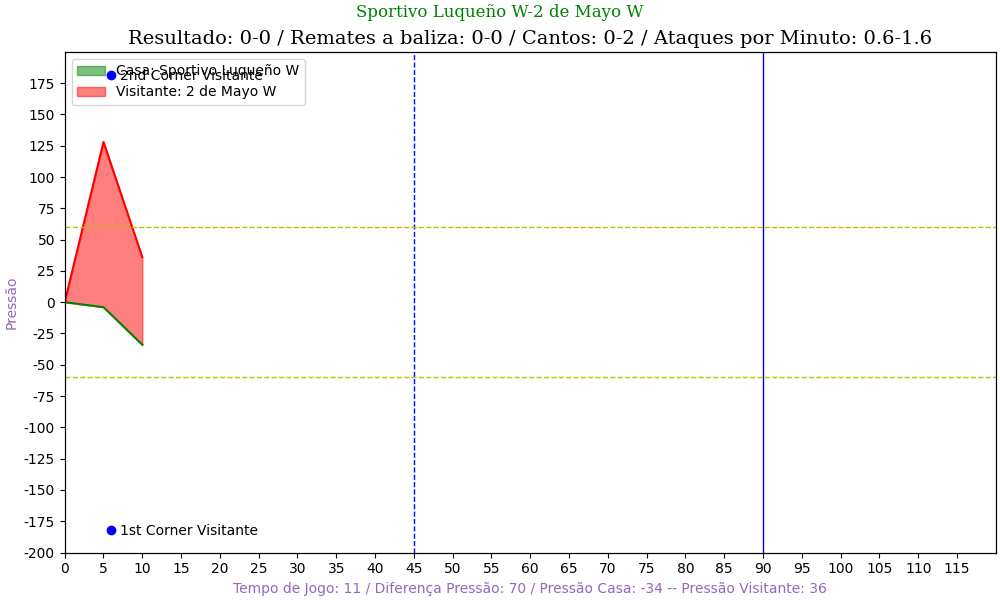 Sportivo Luqueño W-2 de Mayo W
Resultado: 0-0 / Remates a baliza: 0-0 / Cantos: 0-2 / Ataques por Minuto: 0.6-1.6
Casa: Sportivo Luqueño W
2nd Corner Visitante
Visitante: 2 de Mayo W
175
150
125
100
75
50
25
0
-25
-50
-75
-100
-125
-150
-175
-200
Pressão
1st Corner Visitante
0 5 10 15 20 25 30 35 40 45 50 55 60 65 70 75 80 85 90 95 100 105 110 115
Tempo de Jogo: 11 / Diferença Pressão: 70 / Pressão Casa: -34 -- Pressão Visitante: 36